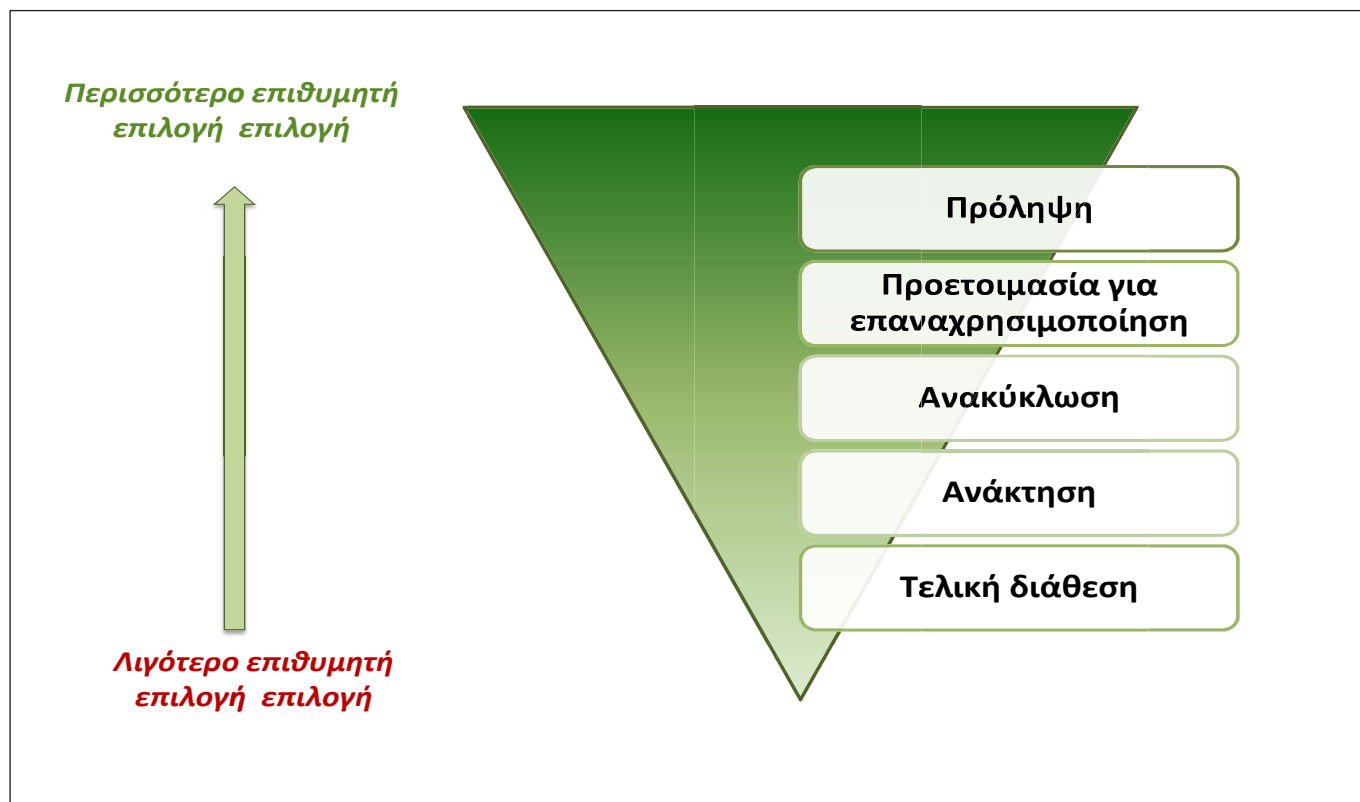 Περισσότερο επιθυμητή
επιλογή επιλογή
Πρόληψη
Προετοιμασία για
επαναχρησιμοποίηση
Ανακύκλωση
Ανάκτηση
Τελική διάθεση
Λιγότερο επιθυμητή
επιλογή επιλογή